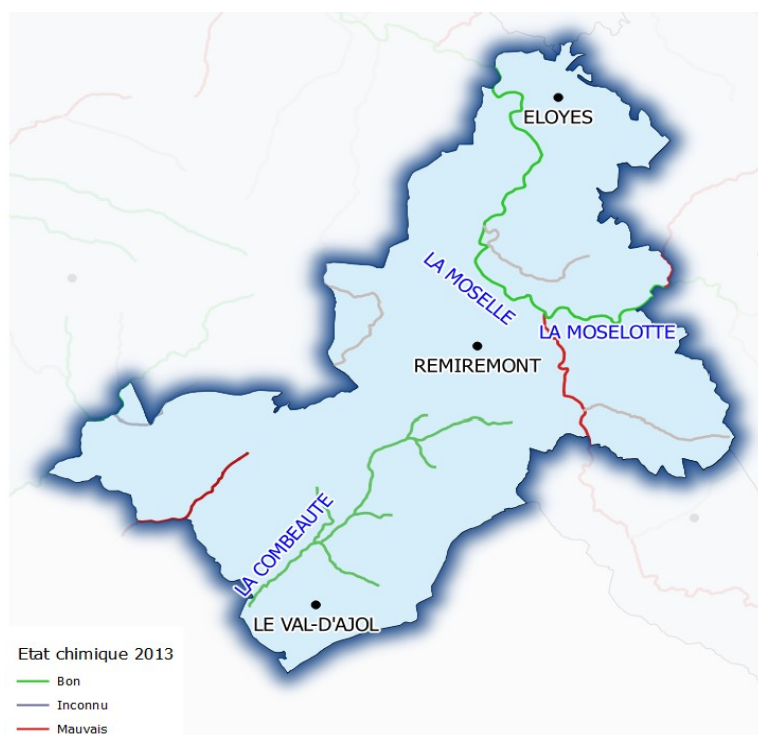 ELOYES
LA MOSELLE
LA MOSELOTTE
REMIREMONT
LA COMBEAUTE
LE VAL-D'AJOL
Etat chimique 2013
Bon
Inconnu
Mauvais